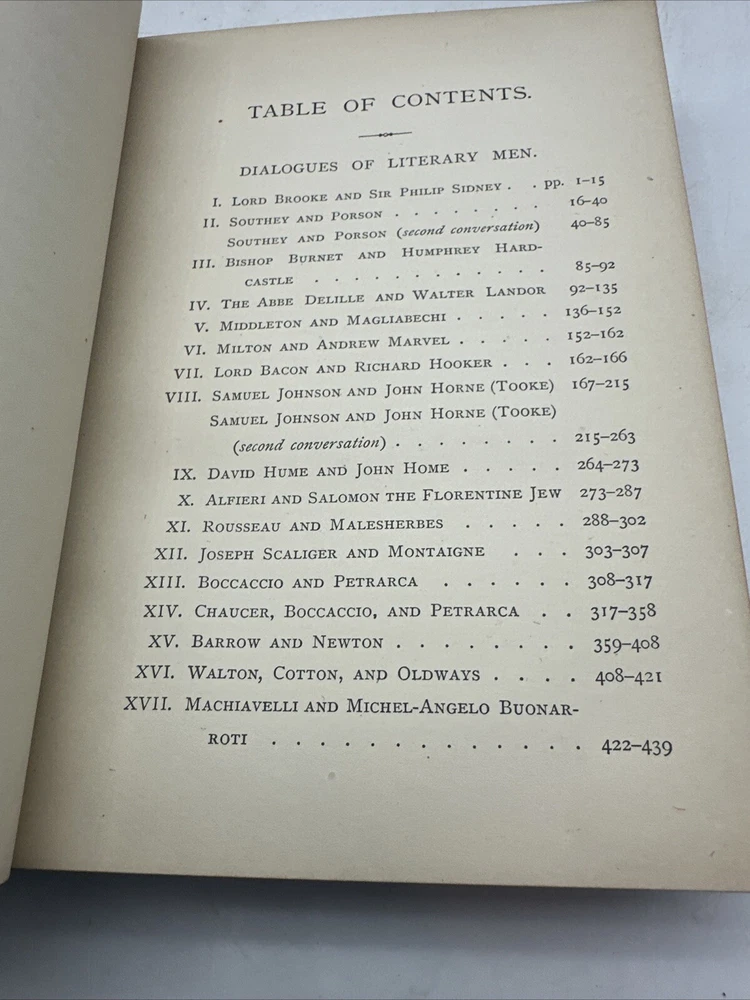 TABLE OF CONTENTS.
DIALOGUES OF LITERARY MEN.
I. LORD BROOKE AND SIR PHILIP SIDNEY . . pp. 1–15
II. SOUTHEY AND PORSON . . . . . . . . 16–40
SOUTHEY AND PORSON (second conversation) 40–85
III. BISHOP BURNET AND HUMPHREY HARD-
CASTLE . . . . . . . . . . . . 85–92
IV. THE ABBE DELILLE AND WALTER LANDOR 92–135
V. MIDDLETON AND MAGLIABECHI . . . . . 136–152
VI. MILTON AND ANDREW MARVEL . . . . . 152–162
VII. LORD BACON AND RICHARD HOOKER . . . 162–166
VIII. SAMUEL JOHNSON AND JOHN HORNE (TOOKE) 167–215
SAMUEL JOHNSON AND JOHN HORNE (TOOKE)
(second conversation) . . . . . . . . 215–263
IX. DAVID HUME AND JOHN HOME . . . . . 264–273
X. ALFIERI AND SALOMON THE FLORENTINE JEW 273–287
XI. ROUSSEAU AND MALESHERBES . . . . . 288–302
XII. JOSEPH SCALIGER AND MONTAIGNE . . . 303–307
XIII. BOCCACCIO AND PETRARCA . . . . . . 308–317
XIV. CHAUCER, BOCCACCIO, AND PETRARCA . . 317–358
XV. BARROW AND NEWTON . . . . . . . . 359–408
XVI. WALTON, COTTON, AND OLDWAYS . . . . 408–421
XVII. MACHIAVELLI AND MICHEL-ANGELO BUONAR-
ROTI . . . . . . . . . . . . . 422–439